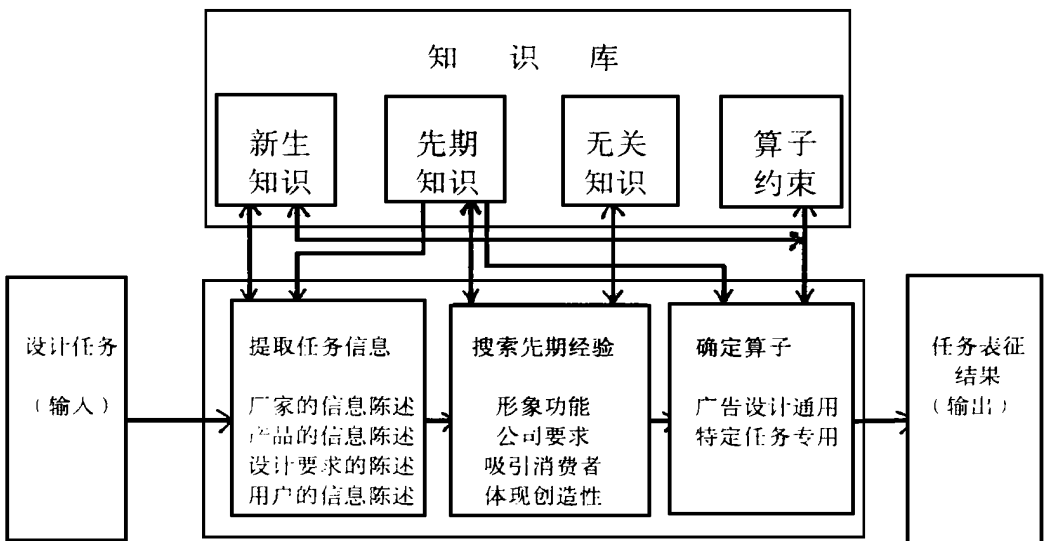 知 识 库
新生
知识
先期
知识
无关
知识
算子
约束
设计任务
（输入）
提取任务信息
厂家的信息陈述
产品的信息陈述
设计要求的陈述
用户的信息陈述
搜索先期经验
形象功能
公司要求
吸引消费者
体现创造性
确定算子
广告设计通用
特定任务专用
任务表征
结果
（输出）